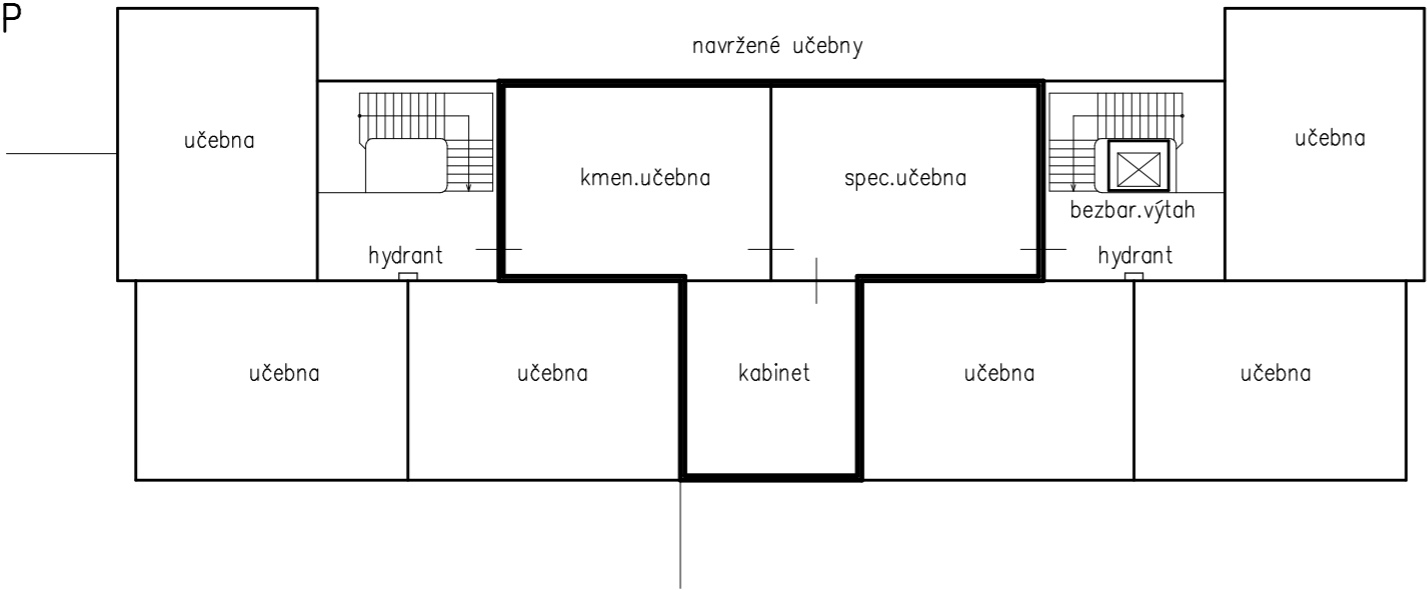 P
navržené učebny
učebna
učebna
kmen.učebna
spec.učebna
bezbar.výtah
hydrant
hydrant
učebna
učebna
kabinet
učebna
učebna